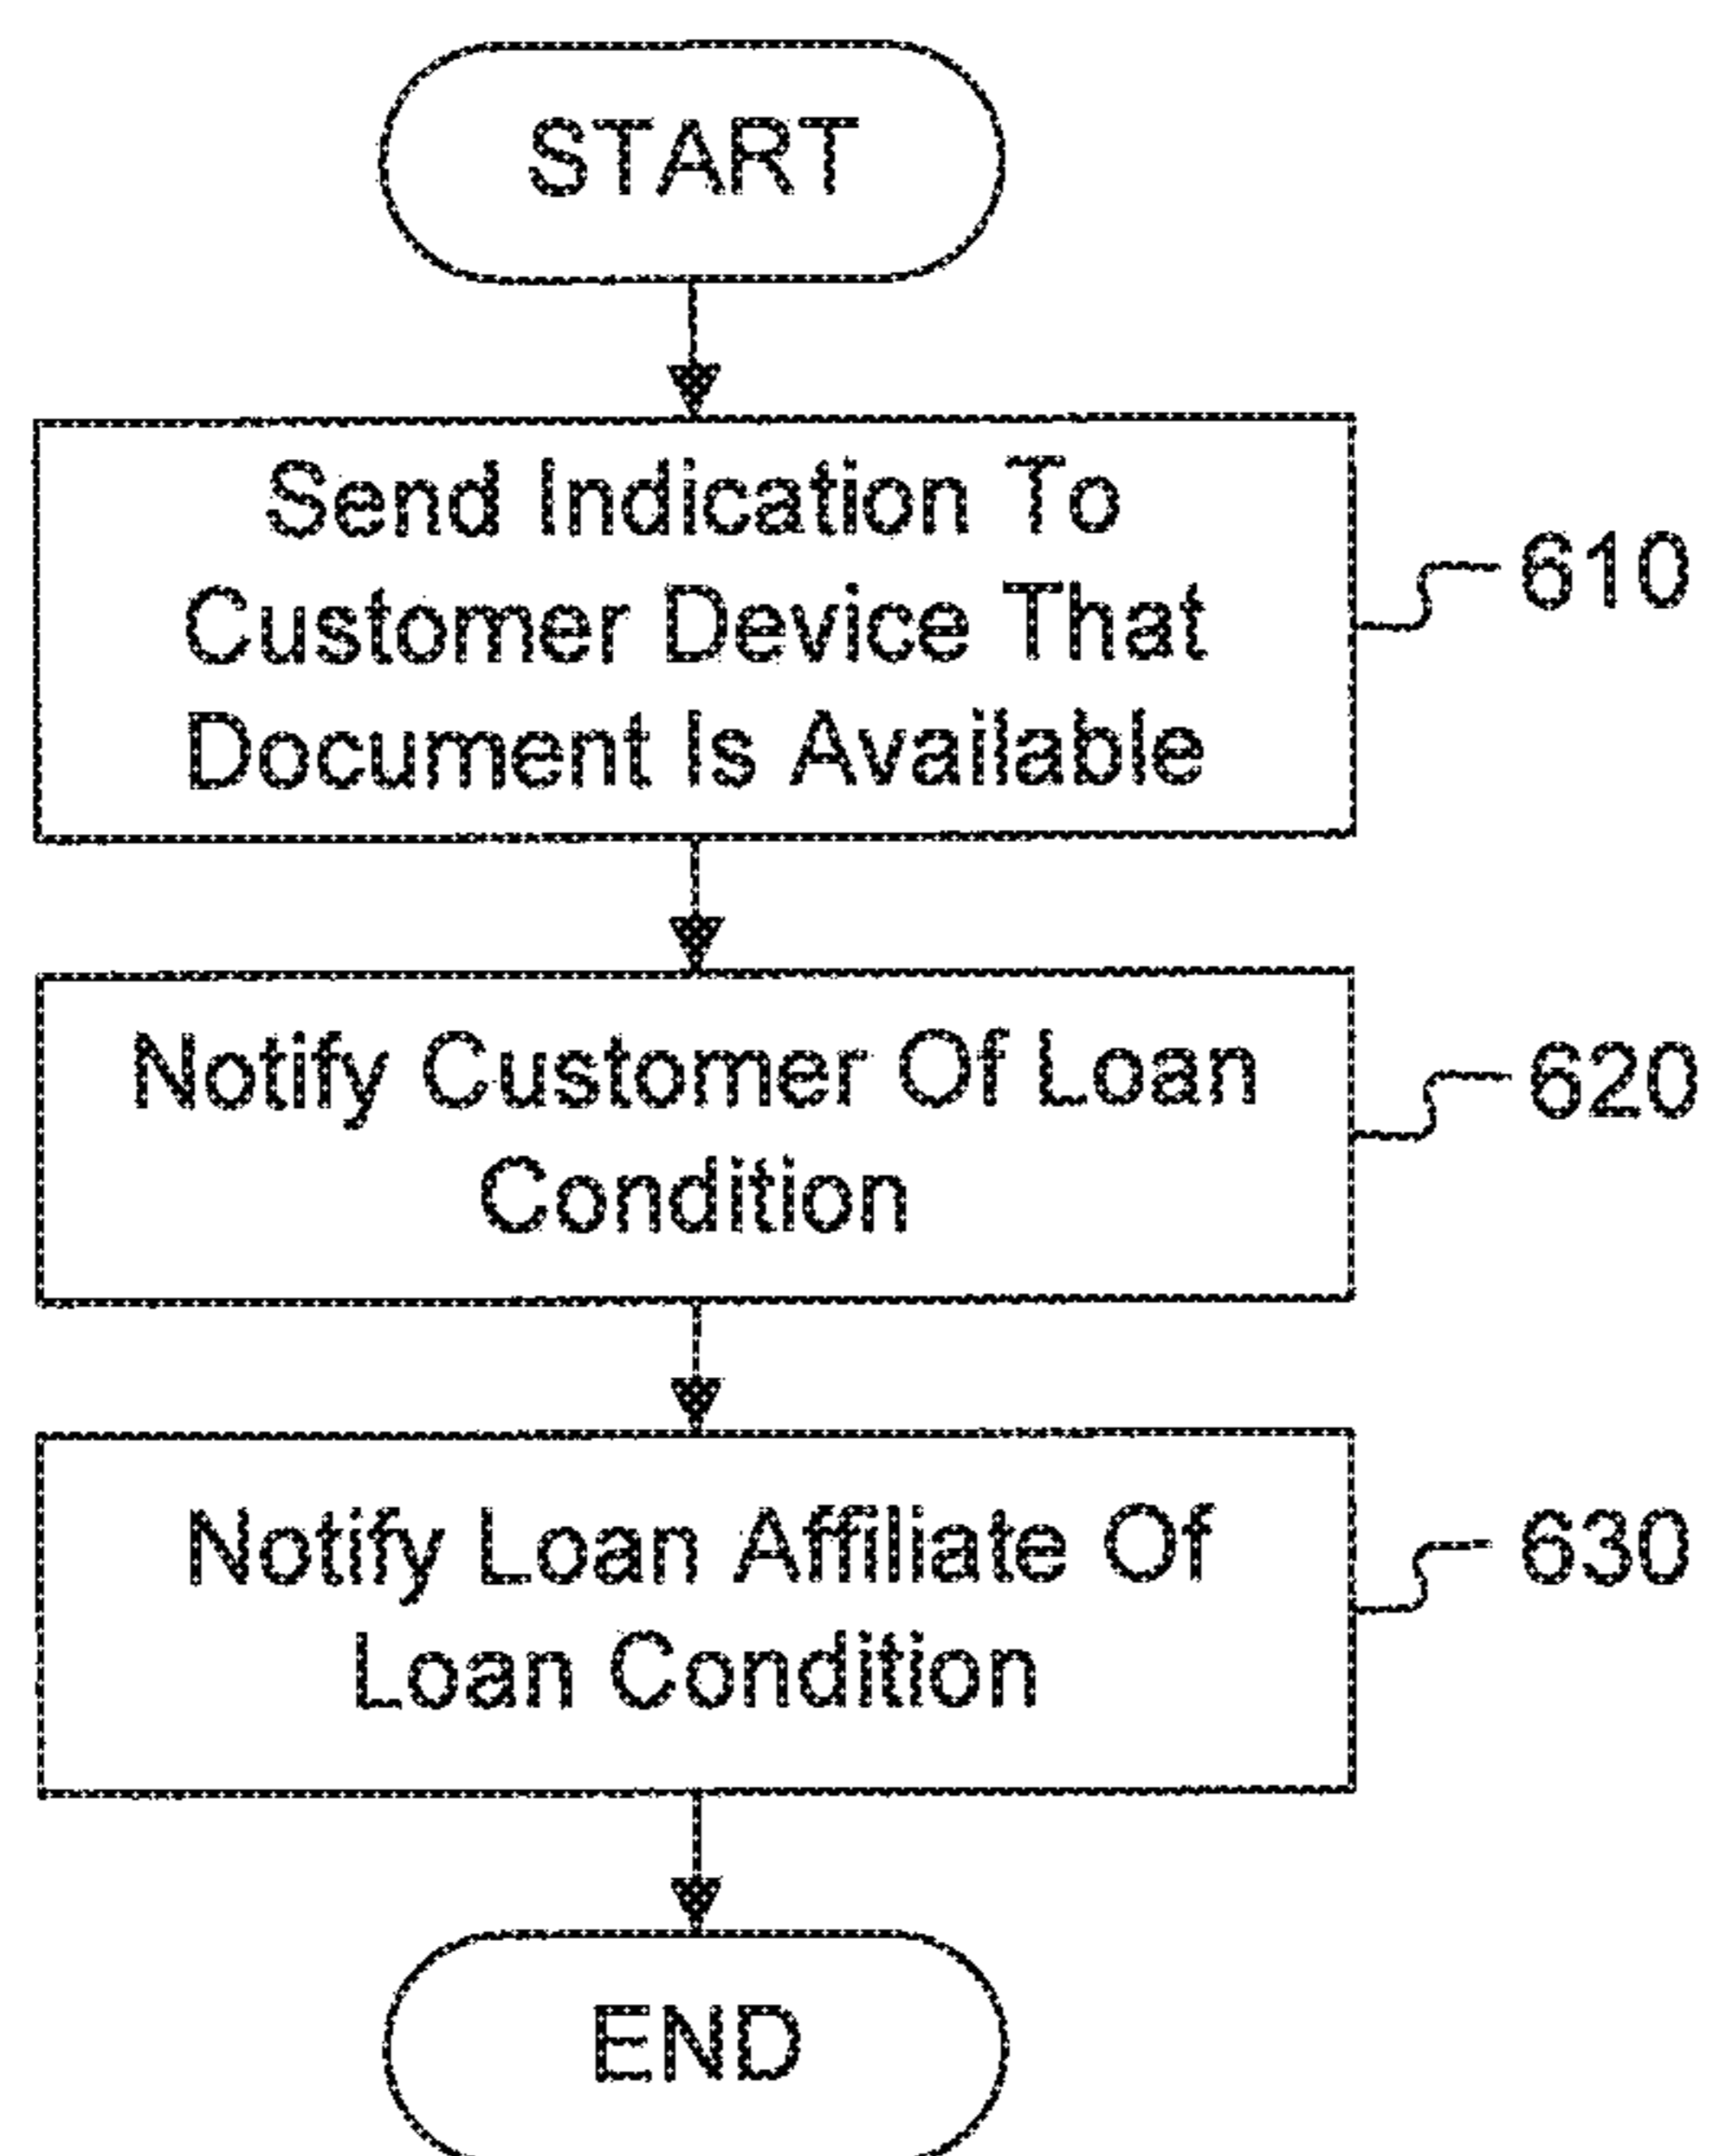 START
Send Indication To
Customer Device That
Document Is Available
610
Notify Customer Of Loan
Condition
620
Notify Loan Affiliate Of
Loan Condition
630
END